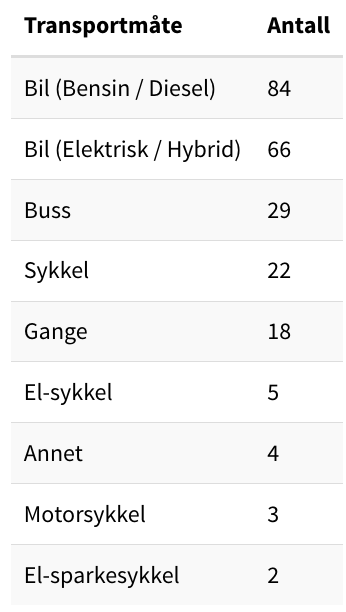 Transportmåte Antall
Bil (Bensin / Diesel) 84
Bil (Elektrisk / Hybrid) 66
Buss 29
Sykkel 22
Gange 18
El-sykkel 5
Annet 4
Motorsykkel 3
El-sparkesykkel 2